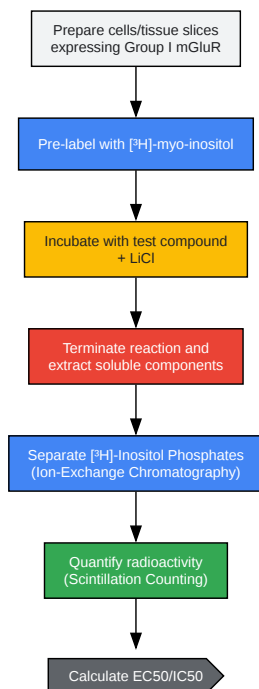 Prepare cells/tissue slices
expressing Group I mGluR
Pre-label with [³H]-myo-inositol
Incubate with test compound
+ LiCl
Terminate reaction and
extract soluble components
Separate [³H]-Inositol Phosphates
(Ion-Exchange Chromatography)
Quantify radioactivity
(Scintillation Counting)
Calculate EC50/IC50